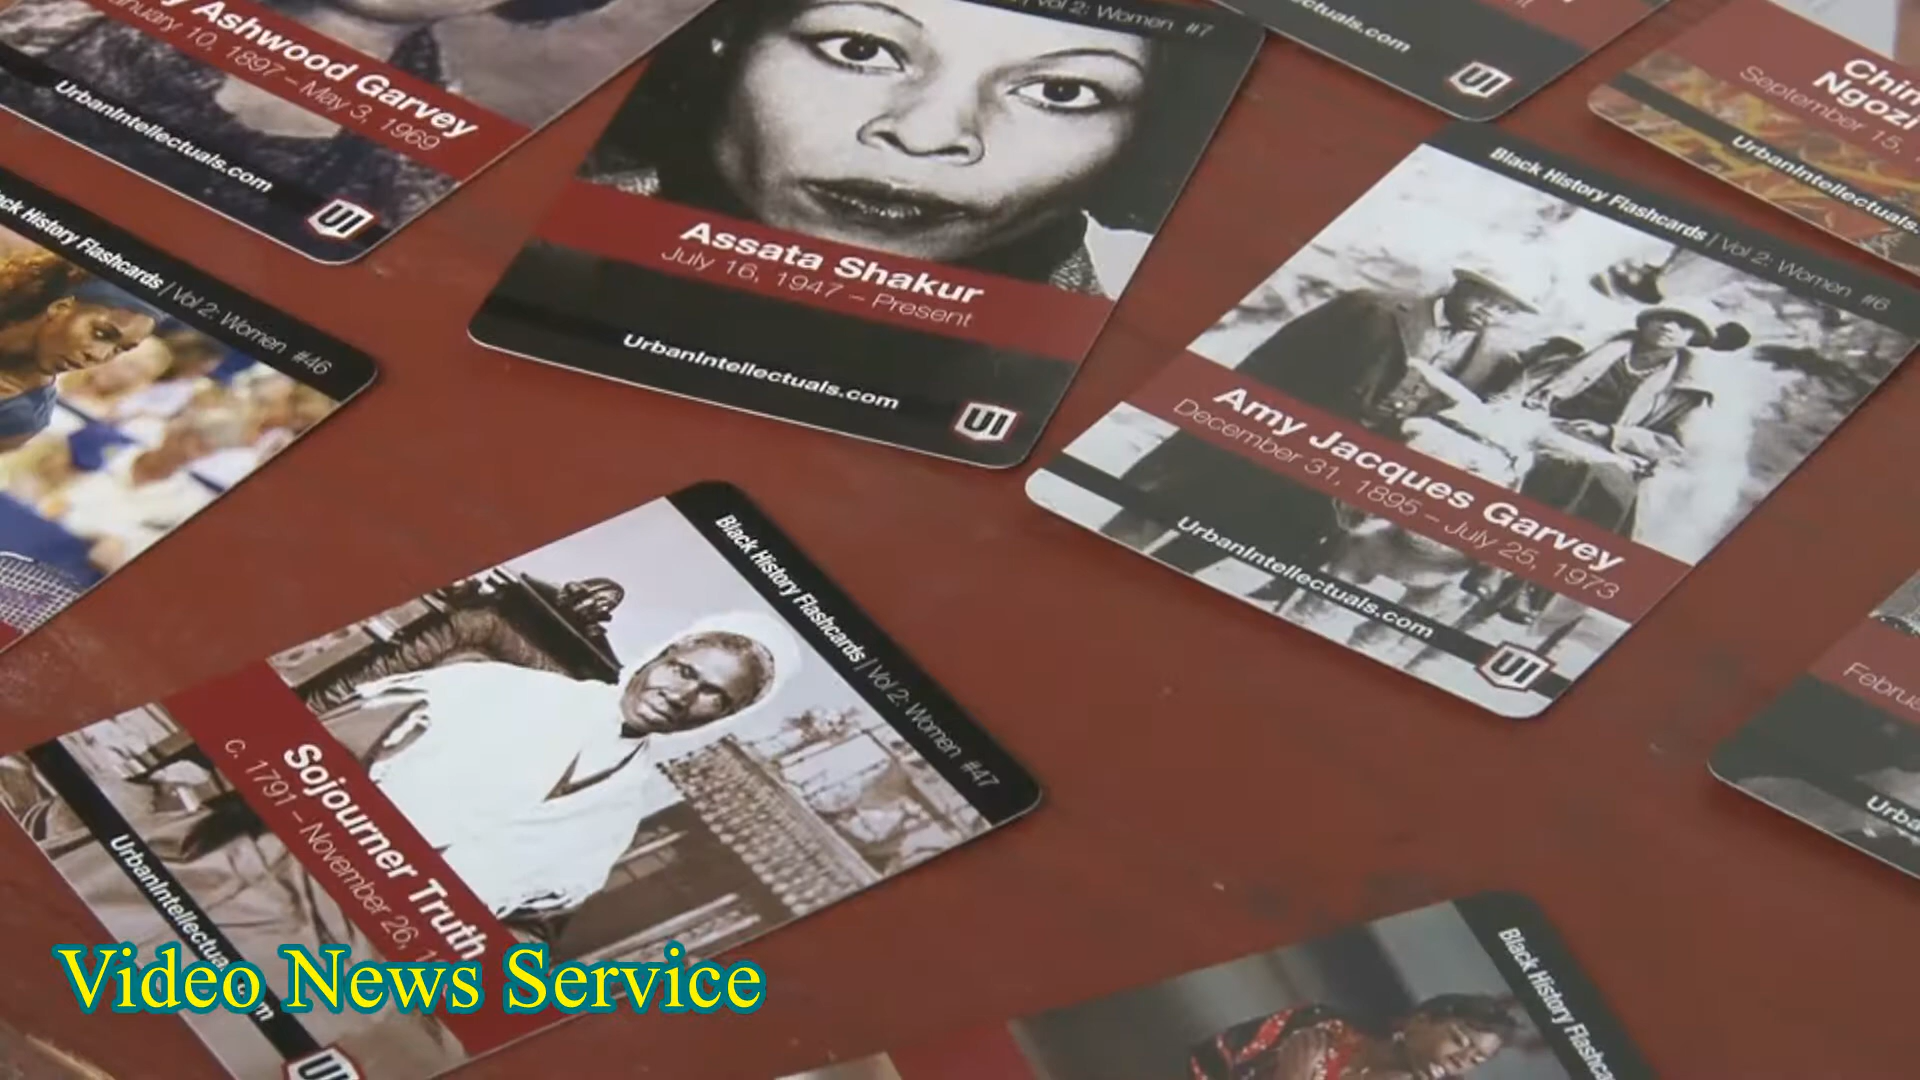 Ashwood Garvey
January 10, 1897 – May 3, 1969
UrbanIntellectuals.com
UI
Vol 2: Women #7
Assata Shakur
July 16, 1947 – Present
UrbanIntellectuals.com
UI
UI
Ngozi
September 15,
UrbanIntellectuals.
Black History Flashcards | Vol 2: Women #6
Amy Jacques Garvey
December 31, 1895 – July 25, 1973
UrbanIntellectuals.com
UI
Black History Flashcards | Vol 2: Women #46
Black History Flashcards | Vol 2: Women #47
Sojourner Truth
c. 1791 – November 26,
UrbanIntellectuals.com
UI
Black History Flashcards
Video News Service